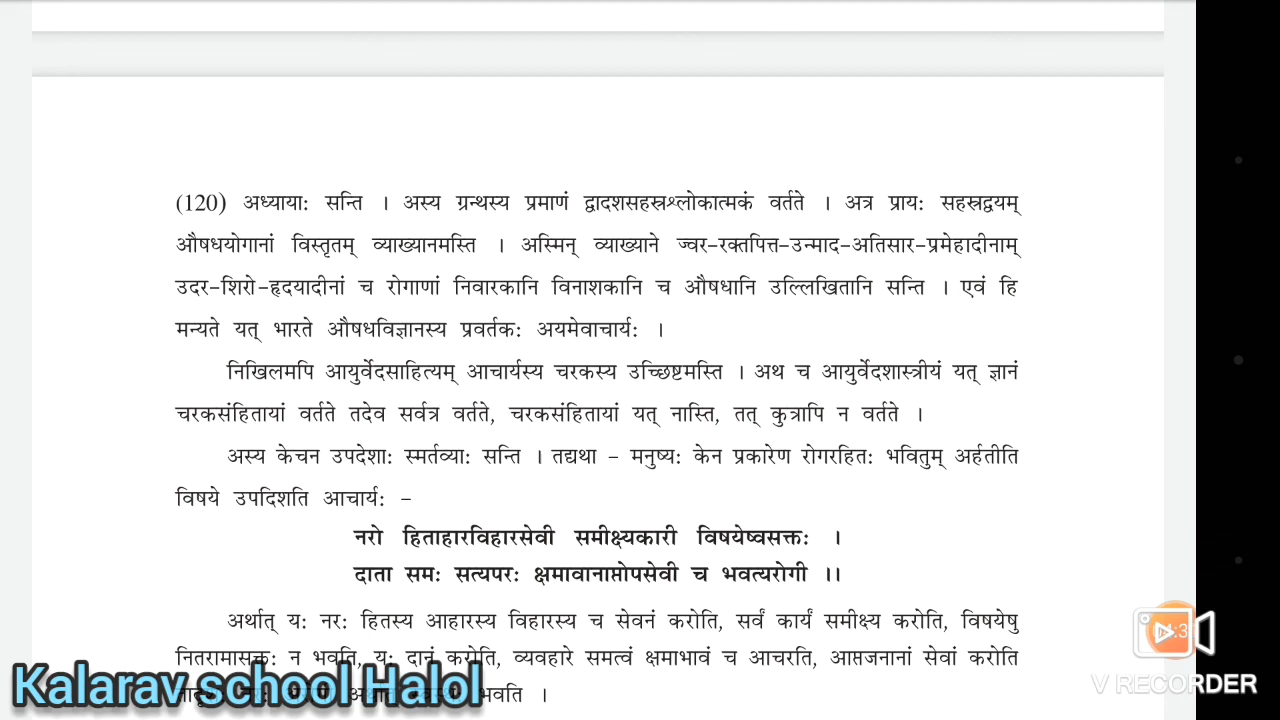 (120) अध्यायाः सन्ति । अस्य ग्रन्थस्य प्रमाणं द्वादशसहस्रश्लोकात्मकं वर्तते । अत्र प्रायः सहस्रद्वयम्
औषधयोगानां विस्तृतम् व्याख्यानमस्ति । अस्मिन् व्याख्याने ज्वर-रक्तपित्त-उन्माद-अतिसार-प्रमेहादीनाम्
उदर-शिरो-हृदयादीनां च रोगाणां निवारकानि विनाशकानि च औषधानि उल्लिखितानि सन्ति । एवं हि
मन्यते यत् भारते औषधविज्ञानस्य प्रवर्तकः अयमेवाचार्यः ।
निखिलमपि आयुर्वेदसाहित्यम् आचार्यस्य चरकस्य उच्छिष्टमस्ति । अथ च आयुर्वेदशास्त्रीयं यत् ज्ञानं
चरकसंहितायां वर्तते तदेव सर्वत्र वर्तते, चरकसंहितायां यत् नास्ति, तत् कुत्रापि न वर्तते ।
अस्य केचन उपदेशाः स्मर्तव्याः सन्ति । तद्यथा - मनुष्यः केन प्रकारेण रोगरहितः भवितुम् अर्हतीति
विषये उपदिशति आचार्यः -
नरो हिताहारविहारसेवी समीक्ष्यकारी विषयेष्वसक्तः ।
दाता समः सत्यपरः क्षमावानाप्तोपसेवी च भवत्यरोगी ।।
अर्थात् यः नरः हितस्य आहारस्य विहारस्य च सेवनं करोति, सर्वं कार्यं समीक्ष्य करोति, विषयेषु
नितरामासक्तः न भवति, यः दानं करोति, व्यवहारे समत्वं क्षमाभावं च आचरति, आप्तजनानां सेवां करोति
भवति ।
Kalarav school Halol
V RECORDER